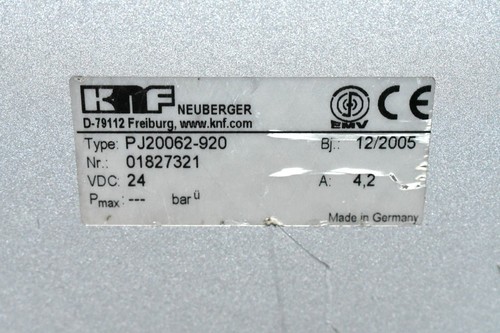 KNF NEUBERGER
D-79112 Freiburg, www.knf.com
EMV
CE
Type: PJ20062-920 Bj.: 12/2005
Nr.: 01827321
VDC: 24 A: 4,2
Pmax: --- bar ü
Made in Germany